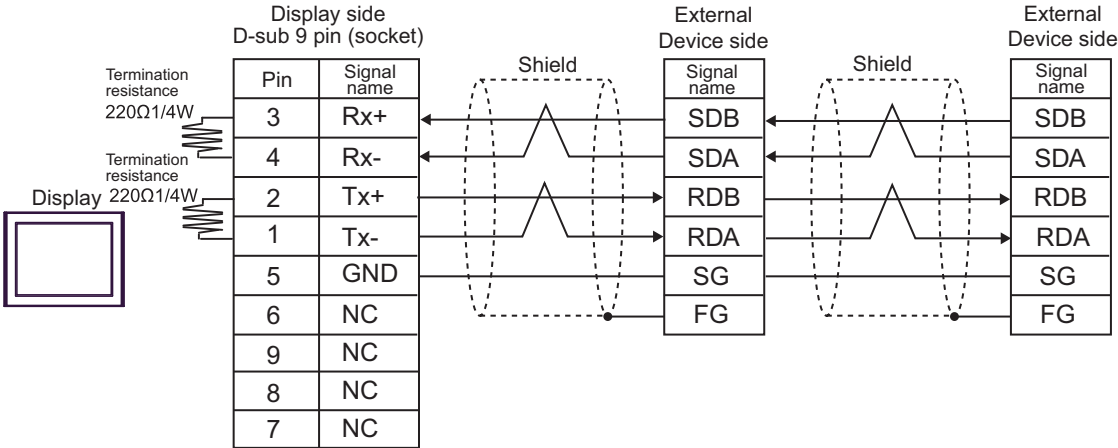 Display side
D-sub 9 pin (socket)
External
Device side
External
Device side
Termination
resistance
220Ω1/4W
Termination
resistance
220Ω1/4W
Display
Shield
Shield
Pin Signal name
3 Rx+
4 Rx-
2 Tx+
1 Tx-
5 GND
6 NC
9 NC
8 NC
7 NC
Signal
name
SDB
SDA
RDB
RDA
SG
FG
Signal
name
SDB
SDA
RDB
RDA
SG
FG